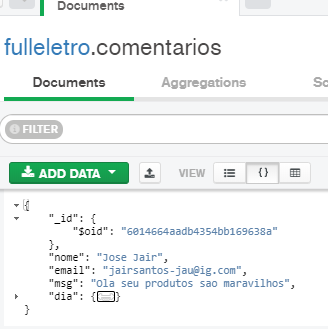 Documents
fulleletro.comentarios
Documents Aggregations
FILTER
ADD DATA VIEW {}
{
"_id": {
"$oid": "6014664aadb4354bb169638a"
},
"nome": "Jose Jair",
"email": "jairsantos-jau@ig.com",
"msg": "Ola seu produtos sao maravilhos",
"dia": {
}